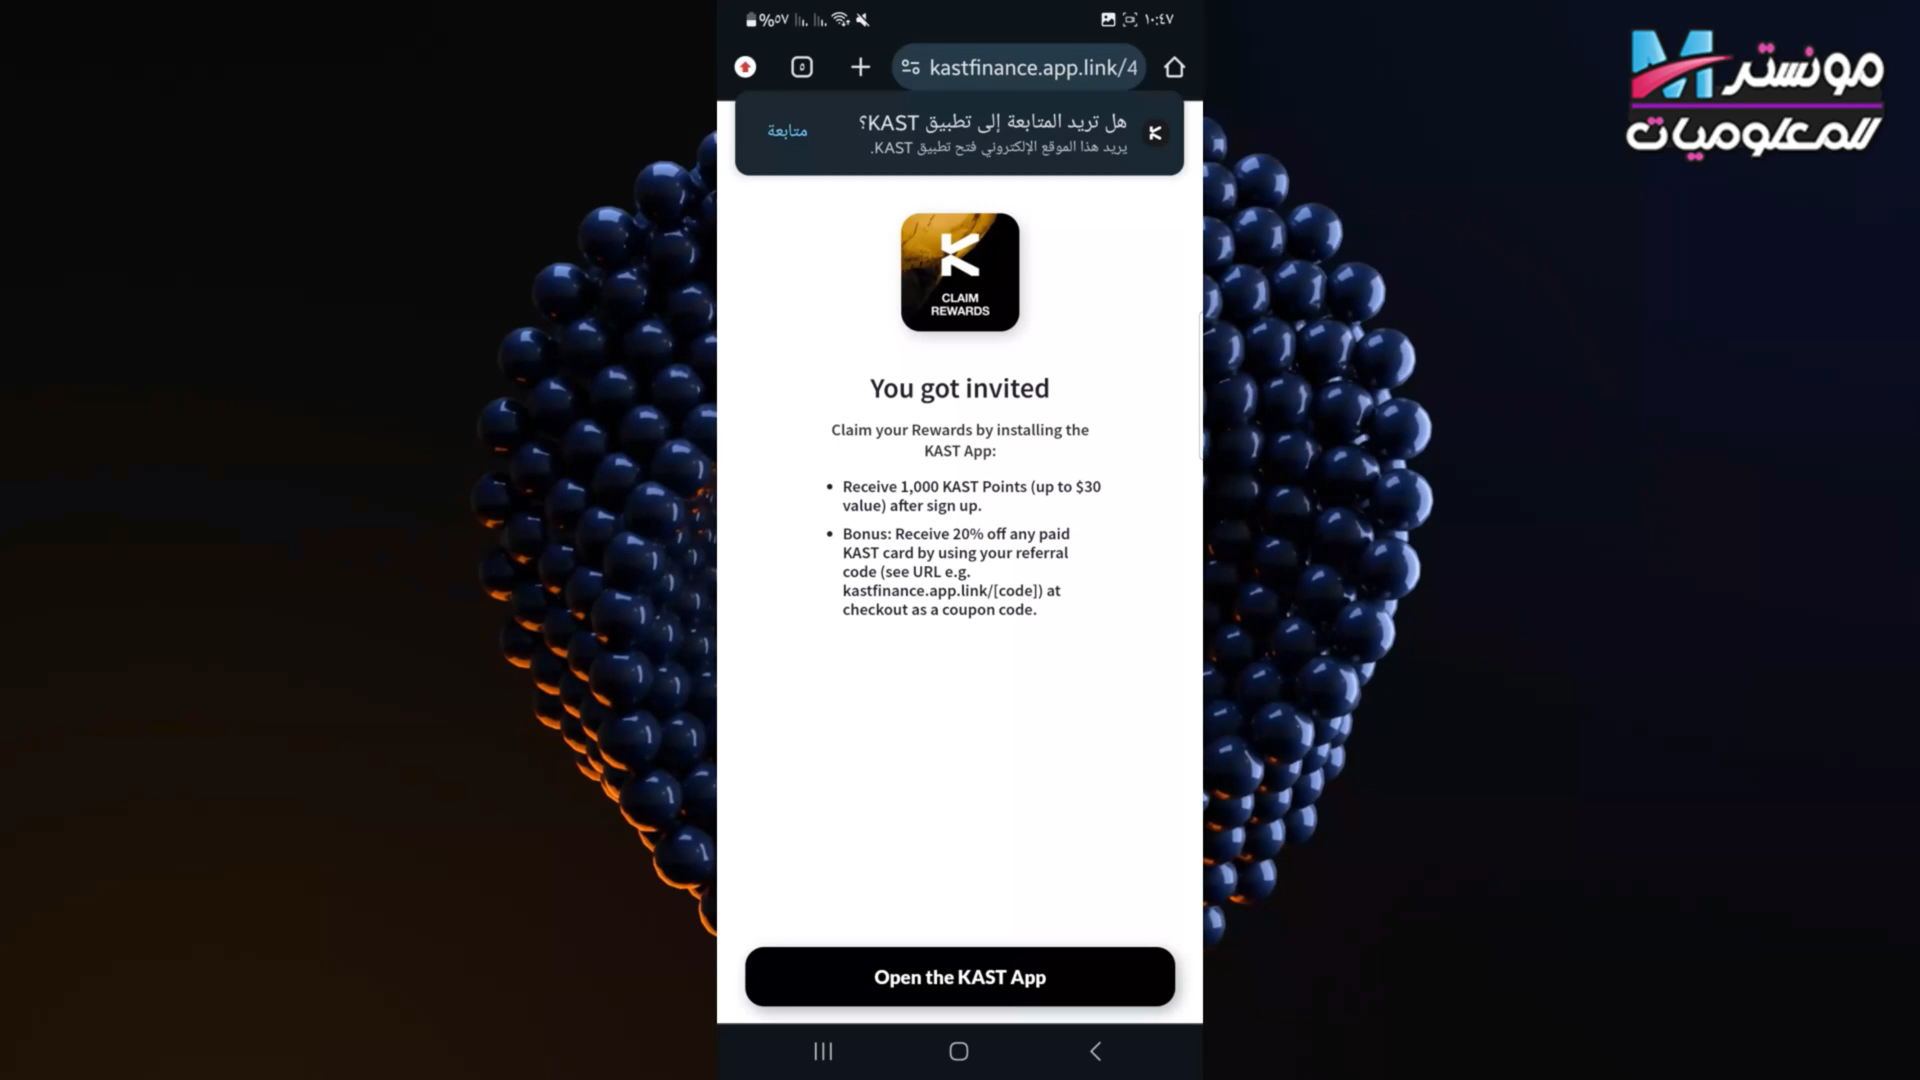 %٥٧
١٠:٤٧
٥
kastfinance.app.link/4
هل تريد المتابعة إلى تطبيق KAST؟
يريد هذا الموقع الإلكتروني فتح تطبيق KAST.
متابعة
K
CLAIM
REWARDS
You got invited
Claim your Rewards by installing the
KAST App:
• Receive 1,000 KAST Points (up to $30
value) after sign up.
• Bonus: Receive 20% off any paid
KAST card by using your referral
code (see URL e.g.
kastfinance.app.link/[code]) at
checkout as a coupon code.
Open the KAST App
مونستر M
للمعلوميات